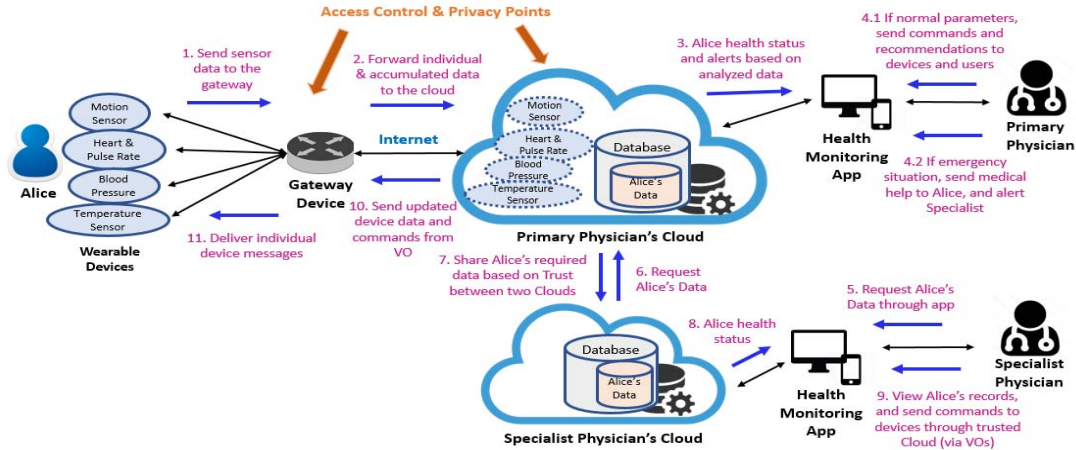 Access Control & Privacy Points
1. Send sensor
data to the
gateway
2. Forward individual
& accumulated data
to the cloud
3. Alice health status
and alerts based on
analyzed data
4.1 If normal parameters,
send commands and
recommendations to
devices and users
Motion
Sensor
Heart &
Pulse Rate
Blood
Pressure
Temperature
Sensor
Alice
Wearable
Devices
Gateway
Device
Internet
Motion
Sensor
Heart &
Pulse Rate
Blood
Pressure
Temperature
Sensor
Database
Alice's
Data
Primary Physician's Cloud
Health
Monitoring
App
Primary
Physician
4.2 If emergency
situation, send medical
help to Alice, and alert
Specialist
10. Send updated
device data and
commands from
VO
11. Deliver individual
device messages
7. Share Alice's required
data based on Trust
between two Clouds
6. Request
Alice's Data
5. Request Alice's
Data through app
8. Alice health
status
Database
Alice's
Data
Specialist Physician's Cloud
Health
Monitoring
App
Specialist
Physician
9. View Alice's records,
and send commands to
devices through trusted
Cloud (via VOs)